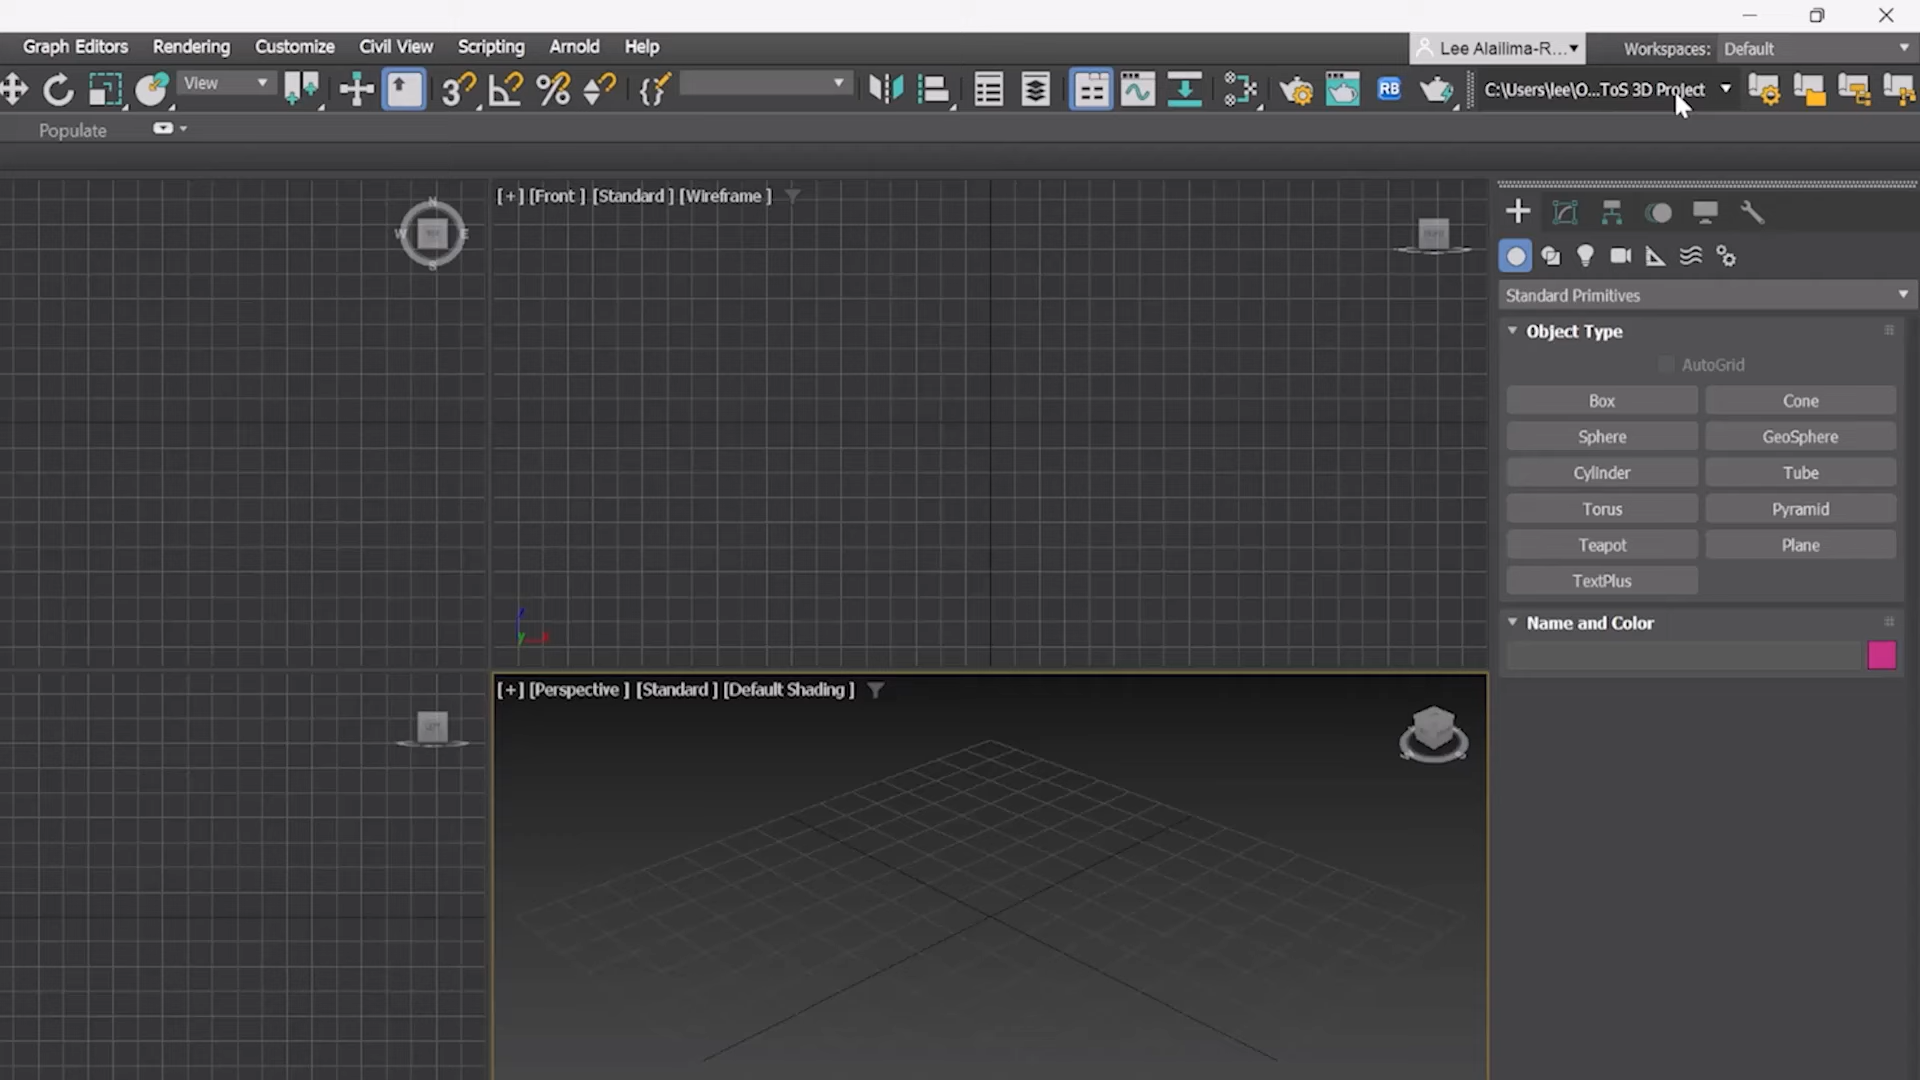 Graph Editors Rendering Customize Civil View Scripting Arnold Help
Lee Alailima-R... Workspaces: Default
View 3 % RB C:\Users\lee\O...ToS 3D Project
Populate
[+] [Front ] [Standard ] [Wireframe ]
N
W E
S
Standard Primitives
Object Type
AutoGrid
Box Cone
Sphere GeoSphere
Cylinder Tube
Torus Pyramid
Teapot Plane
TextPlus
y x
Name and Color
[+] [Perspective ] [Standard ] [Default Shading ]